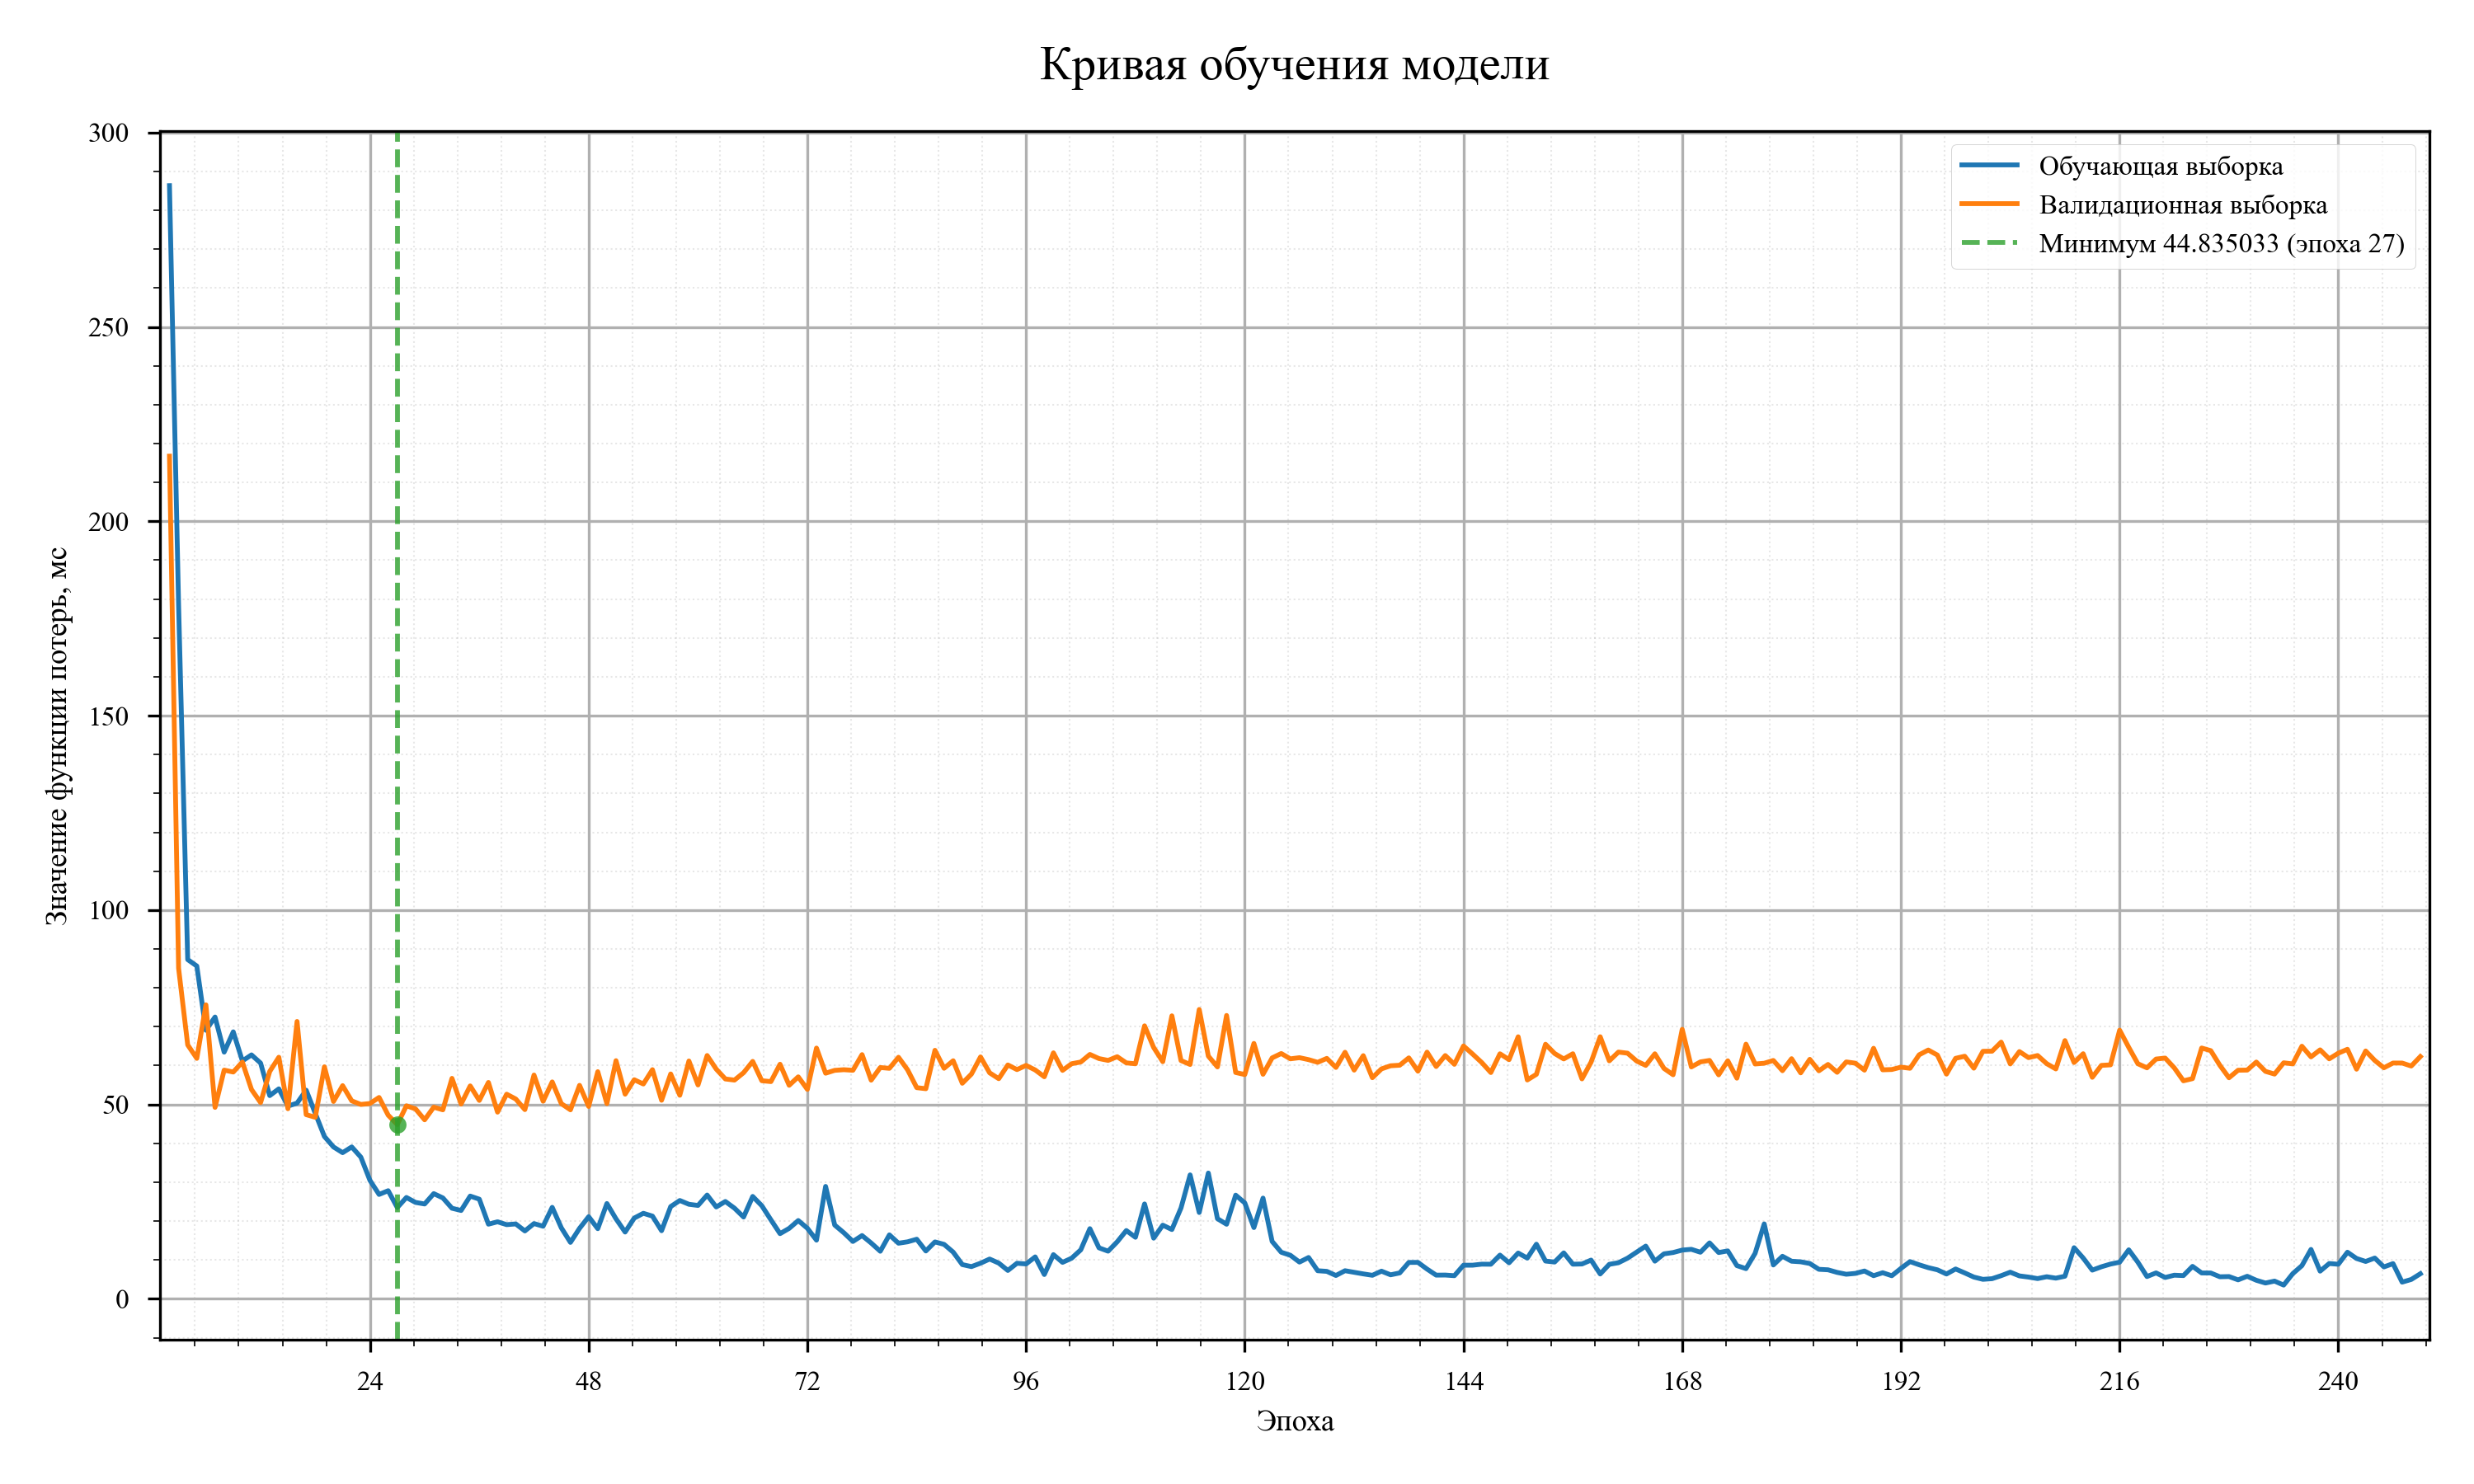 Кривая обучения модели
300
250
200
150
100
50
0
Значение функции потерь, мс
Обучающая выборка
Валидационная выборка
Минимум 44.835033 (эпоха 27)
24 48 72 96 120 144 168 192 216 240
Эпоха